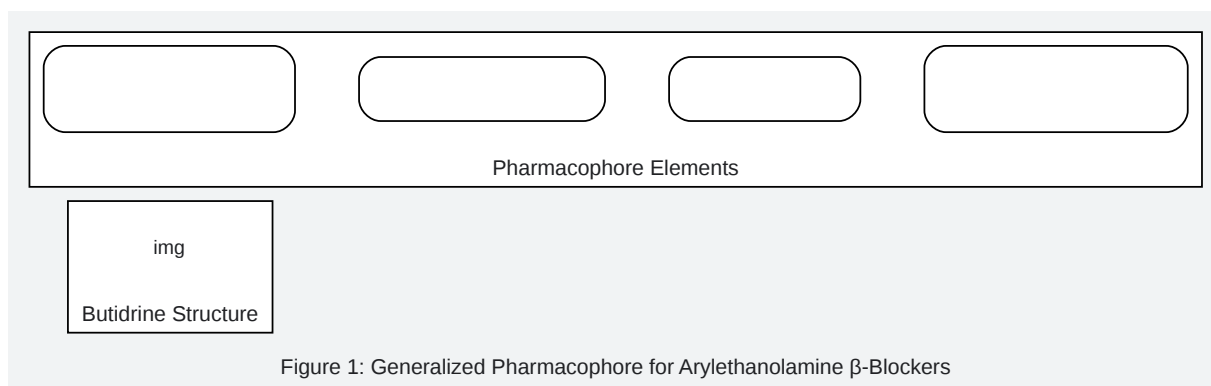 Pharmacophore Elements
img
Butidrine Structure
Figure 1: Generalized Pharmacophore for Arylethanolamine β-Blockers